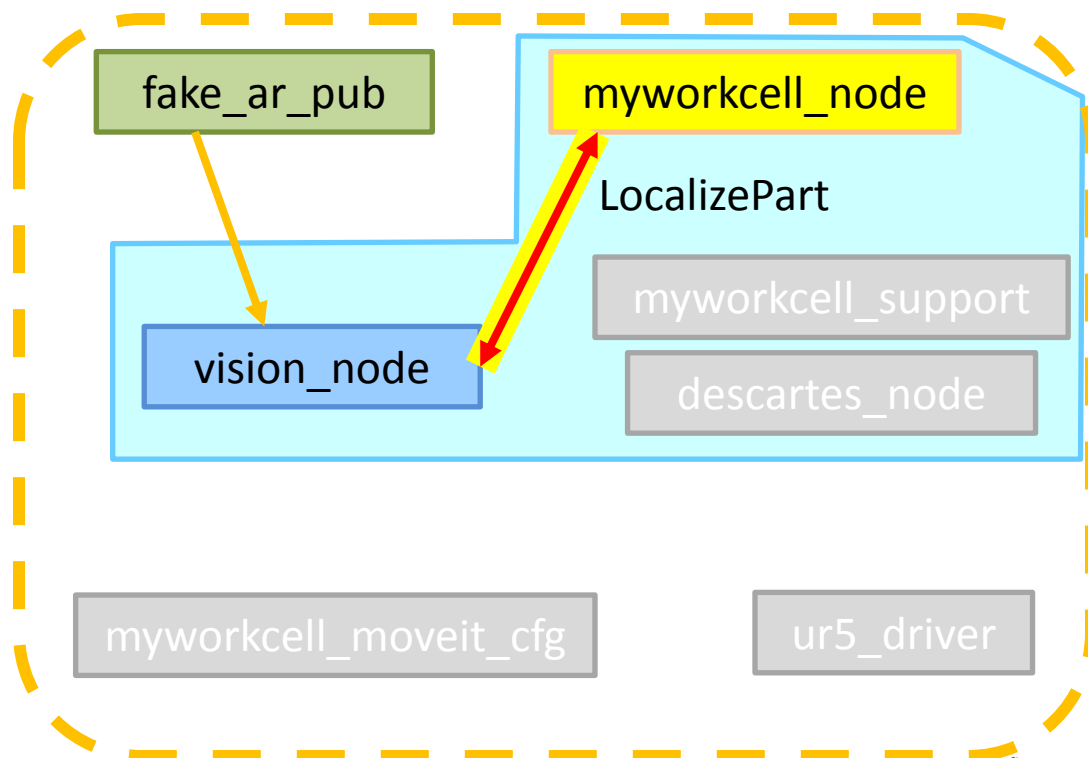 fake_ar_pub
myworkcell_node
LocalizePart
myworkcell_support
vision_node
descartes_node
myworkcell_moveit_cfg
ur5_driver